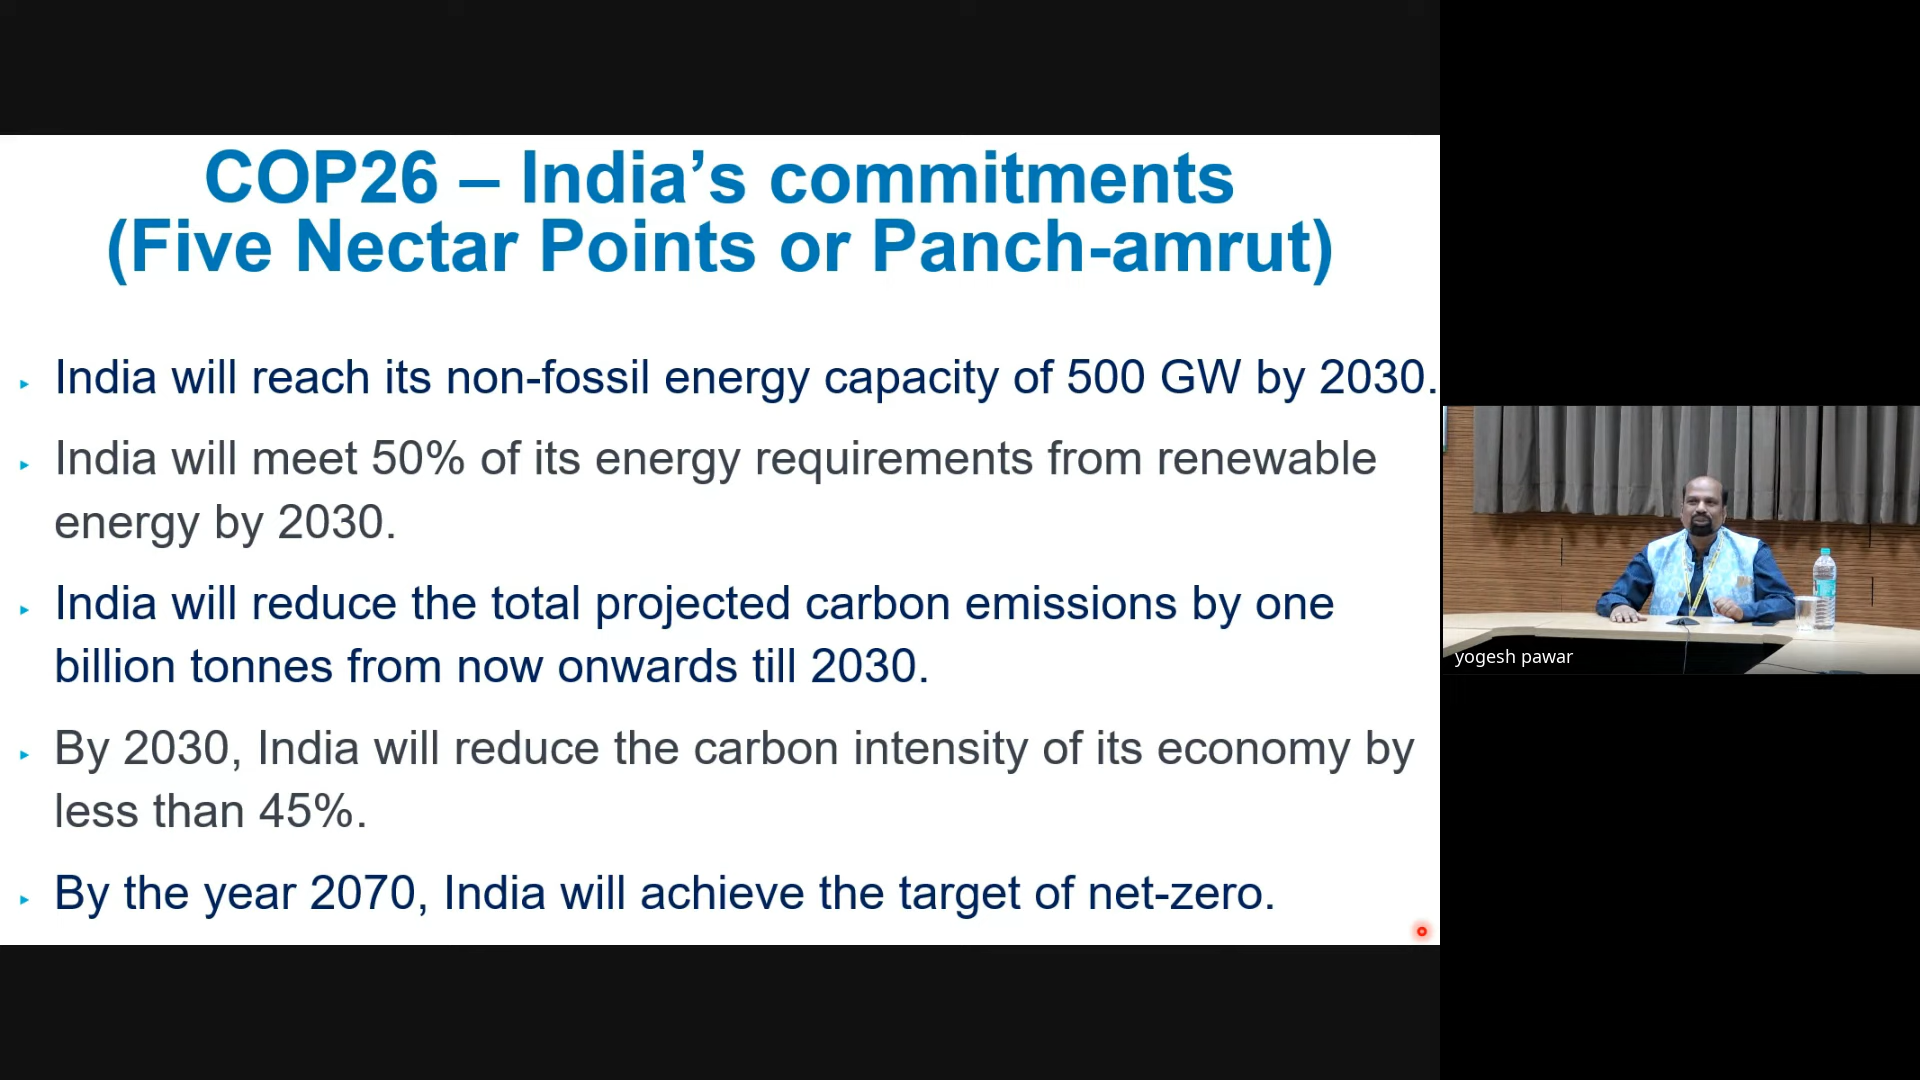 COP26 – India’s commitments
(Five Nectar Points or Panch-amrut)
India will reach its non-fossil energy capacity of 500 GW by 2030.
India will meet 50% of its energy requirements from renewable
energy by 2030.
India will reduce the total projected carbon emissions by one
billion tonnes from now onwards till 2030.
By 2030, India will reduce the carbon intensity of its economy by
less than 45%.
By the year 2070, India will achieve the target of net-zero.
yogesh pawar